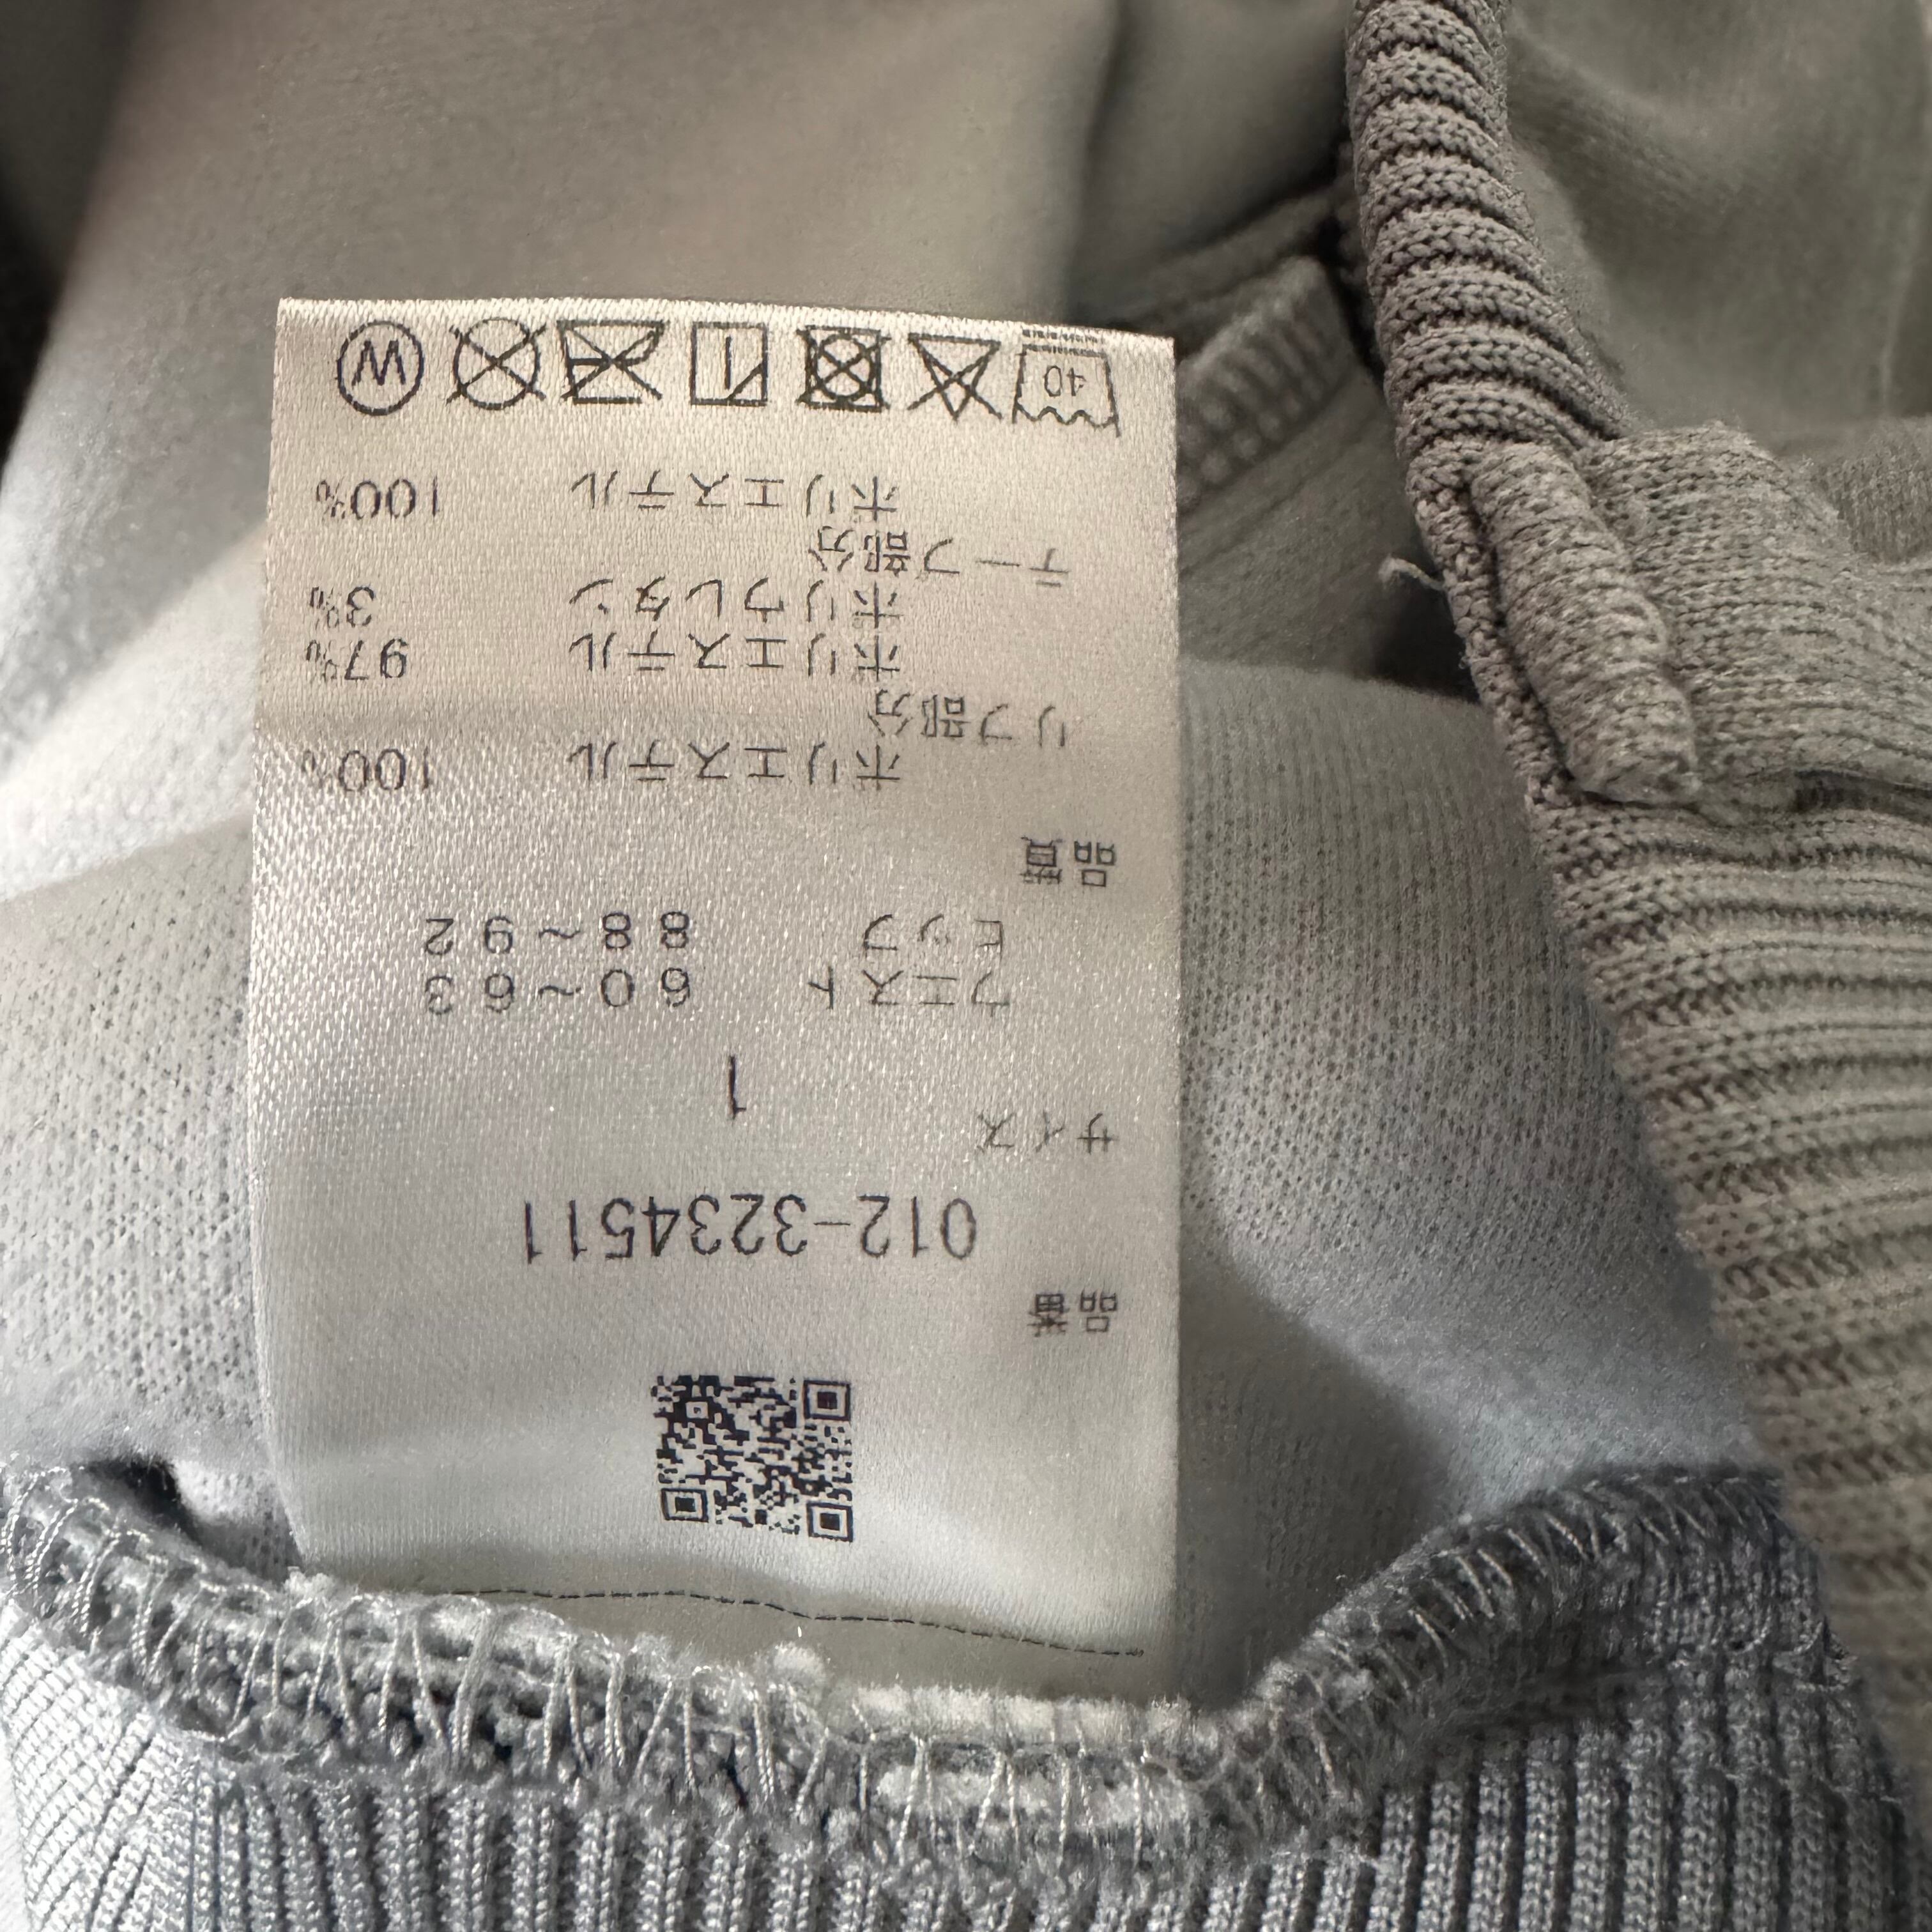 品番
012-3234511
サイズ
1
ウエスト 60~63
ヒップ 88~92
品質
ポリエステル 100%
リブ部分
ポリエステル 97%
ポリウレタン 3%
テープ部分
ポリエステル 100%
40 W